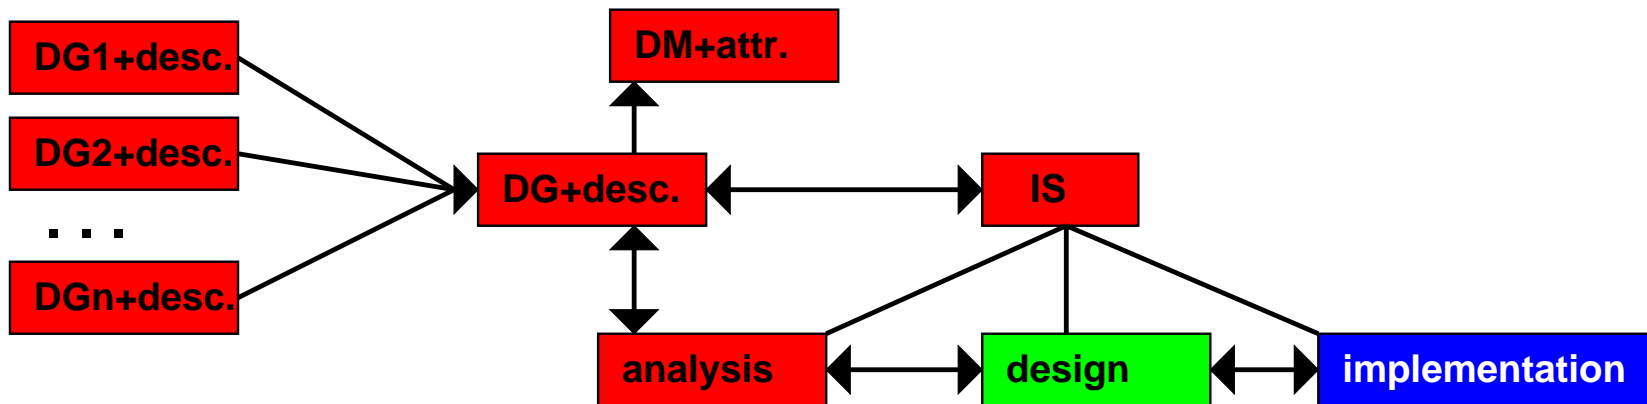 DG1+desc.
DM+attr.
DG2+desc.
DG+desc.
IS
. . .
DGn+desc.
analysis
design
implementation